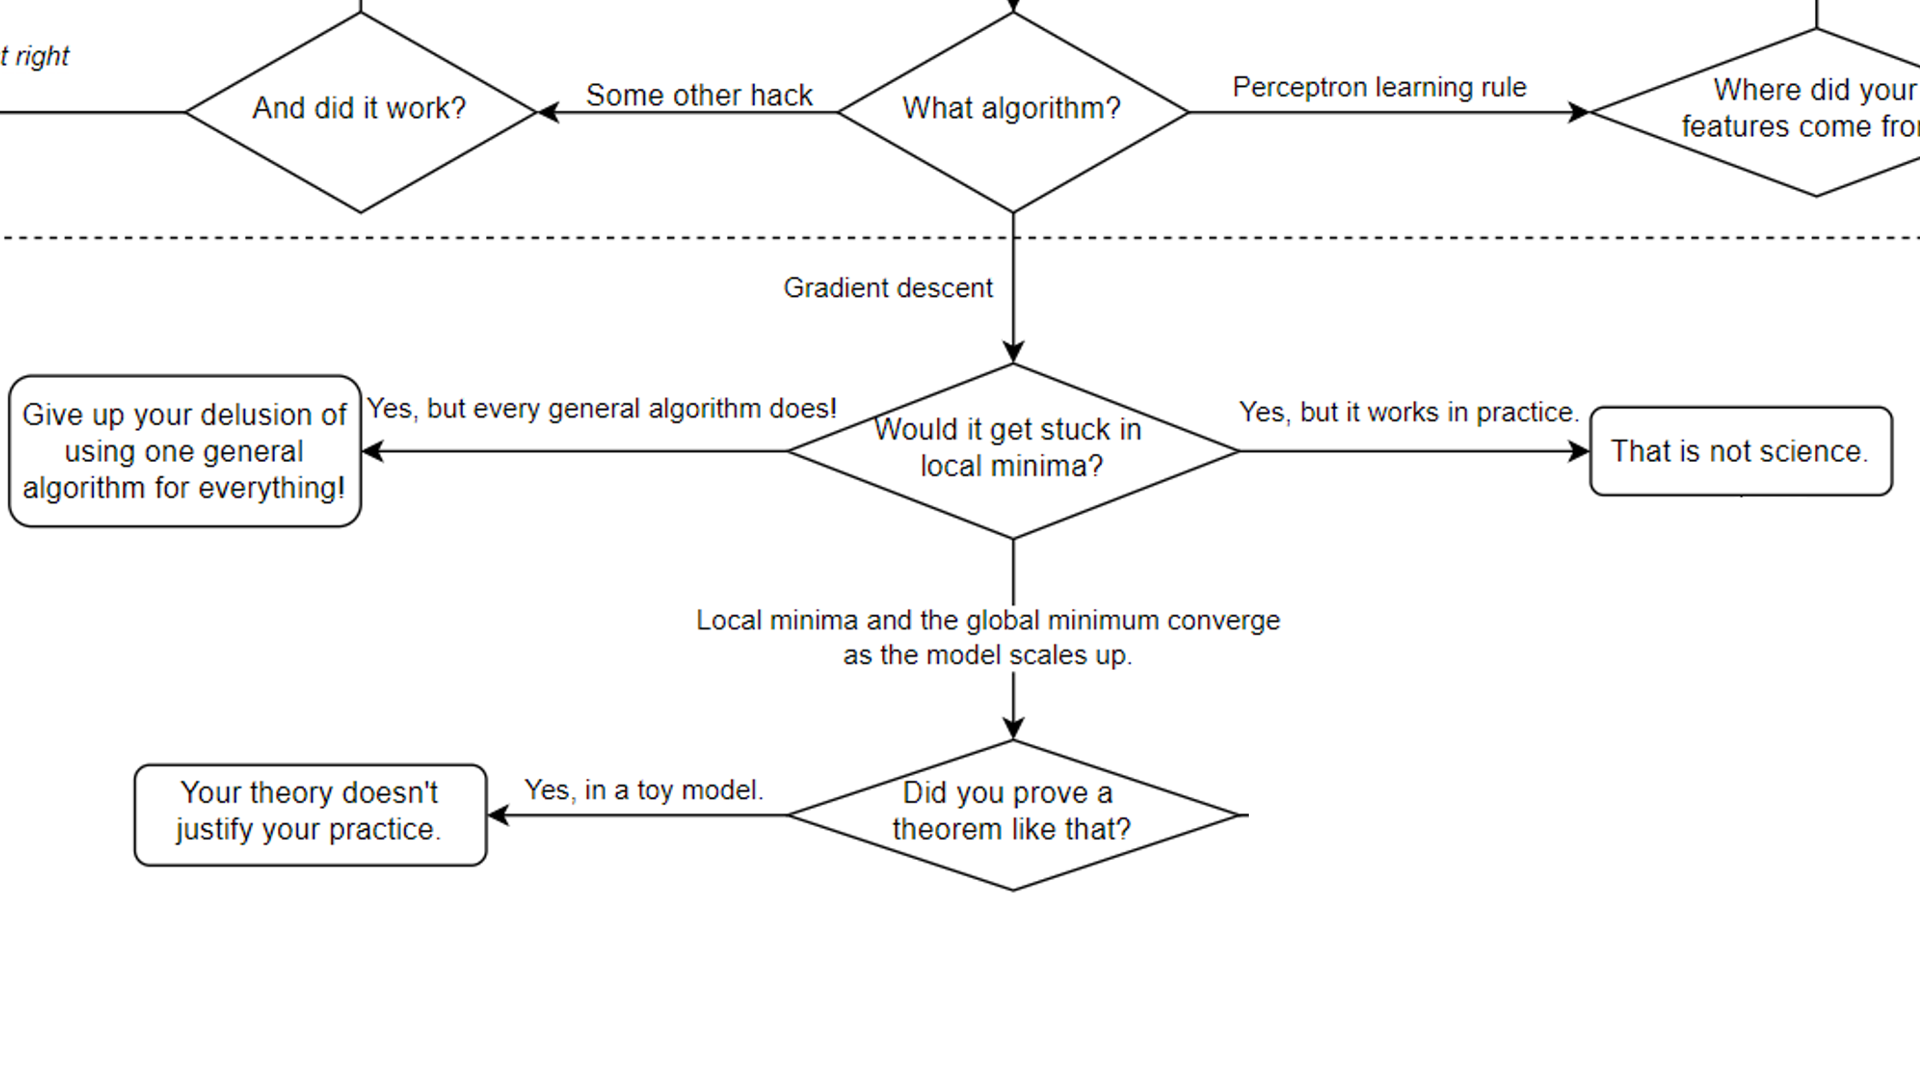 t right
And did it work?
Some other hack
What algorithm?
Perceptron learning rule
Where did your
features come
Gradient descent
Give up your delusion of
using one general
algorithm for everything!
Yes, but every general algorithm does!
Would it get stuck in
local minima?
Yes, but it works in practice.
That is not science.
Local minima and the global minimum converge
as the model scales up.
Your theory doesn't
justify your practice.
Yes, in a toy model.
Did you prove a
theorem like that?